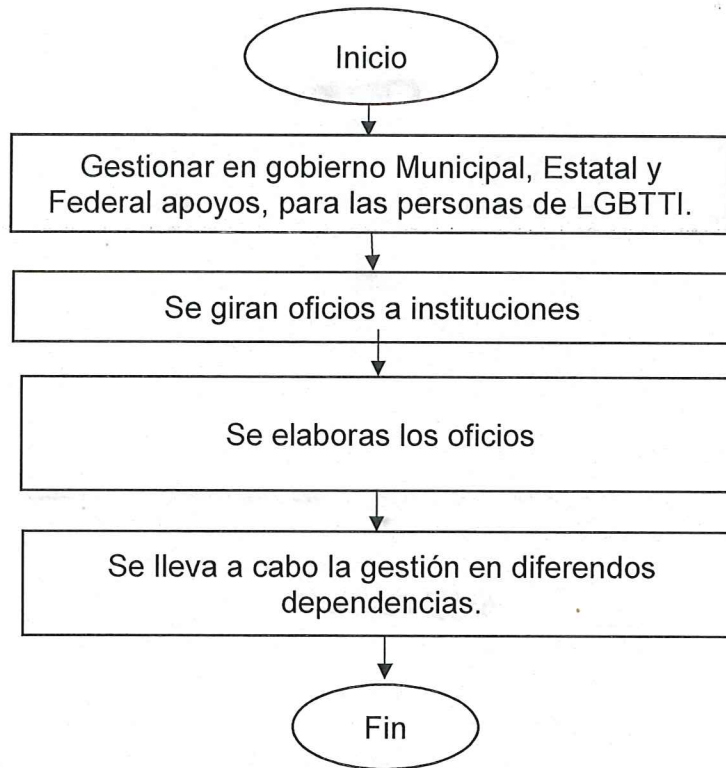 Inicio
Gestionar en gobierno Municipal, Estatal y
Federal apoyos, para las personas de LGBTTI.
Se giran oficios a instituciones
Se elaboras los oficios
Se lleva a cabo la gestión en diferendos
dependencias.
Fin